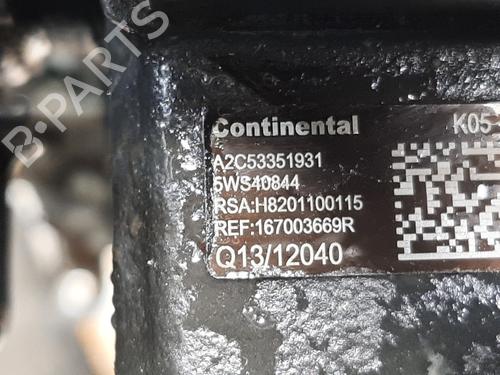 B-PARTS
Continental
K05-
A2C53351931
5WS40844
RSA:H8201100115
REF:167003669R
Q13/12040